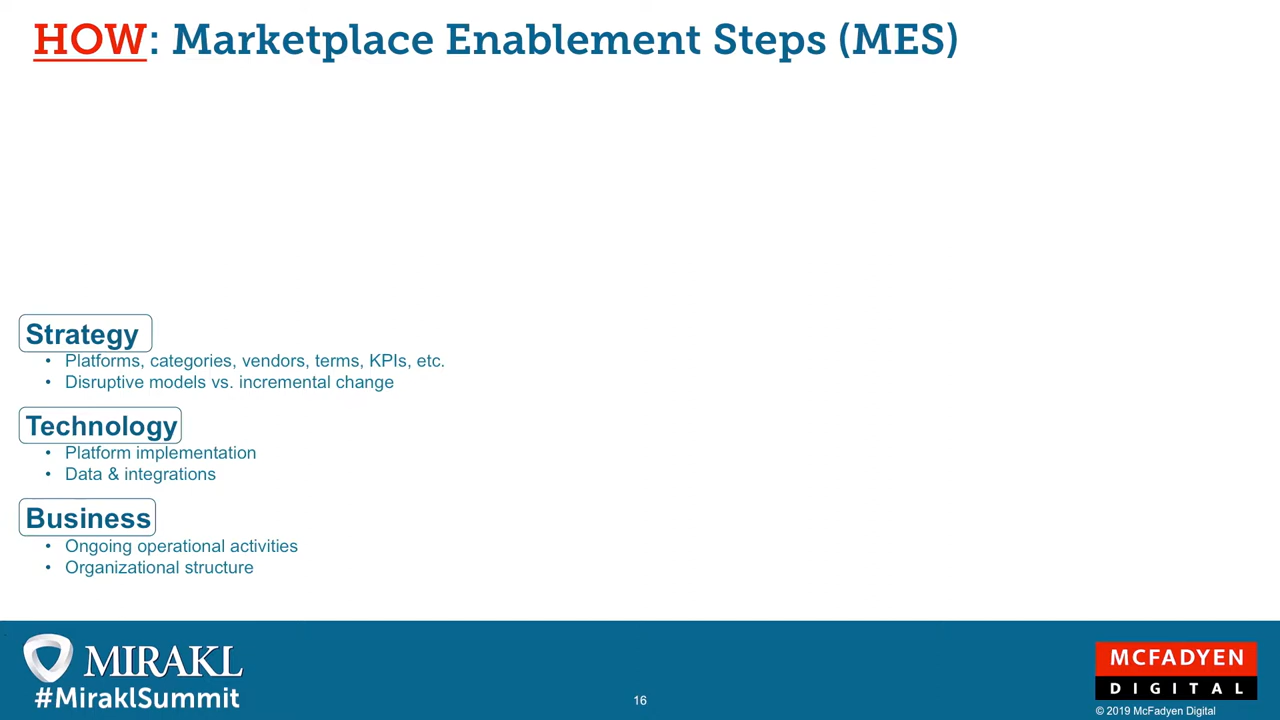 HOW: Marketplace Enablement Steps (MES)
Strategy
• Platforms, categories, vendors, terms, KPIs, etc.
• Disruptive models vs. incremental change
Technology
• Platform implementation
• Data & integrations
Business
• Ongoing operational activities
• Organizational structure
MIRAKL
#MiraklSummit
16
MCFADYEN
DIGITAL
© 2019 McFadyen Digital